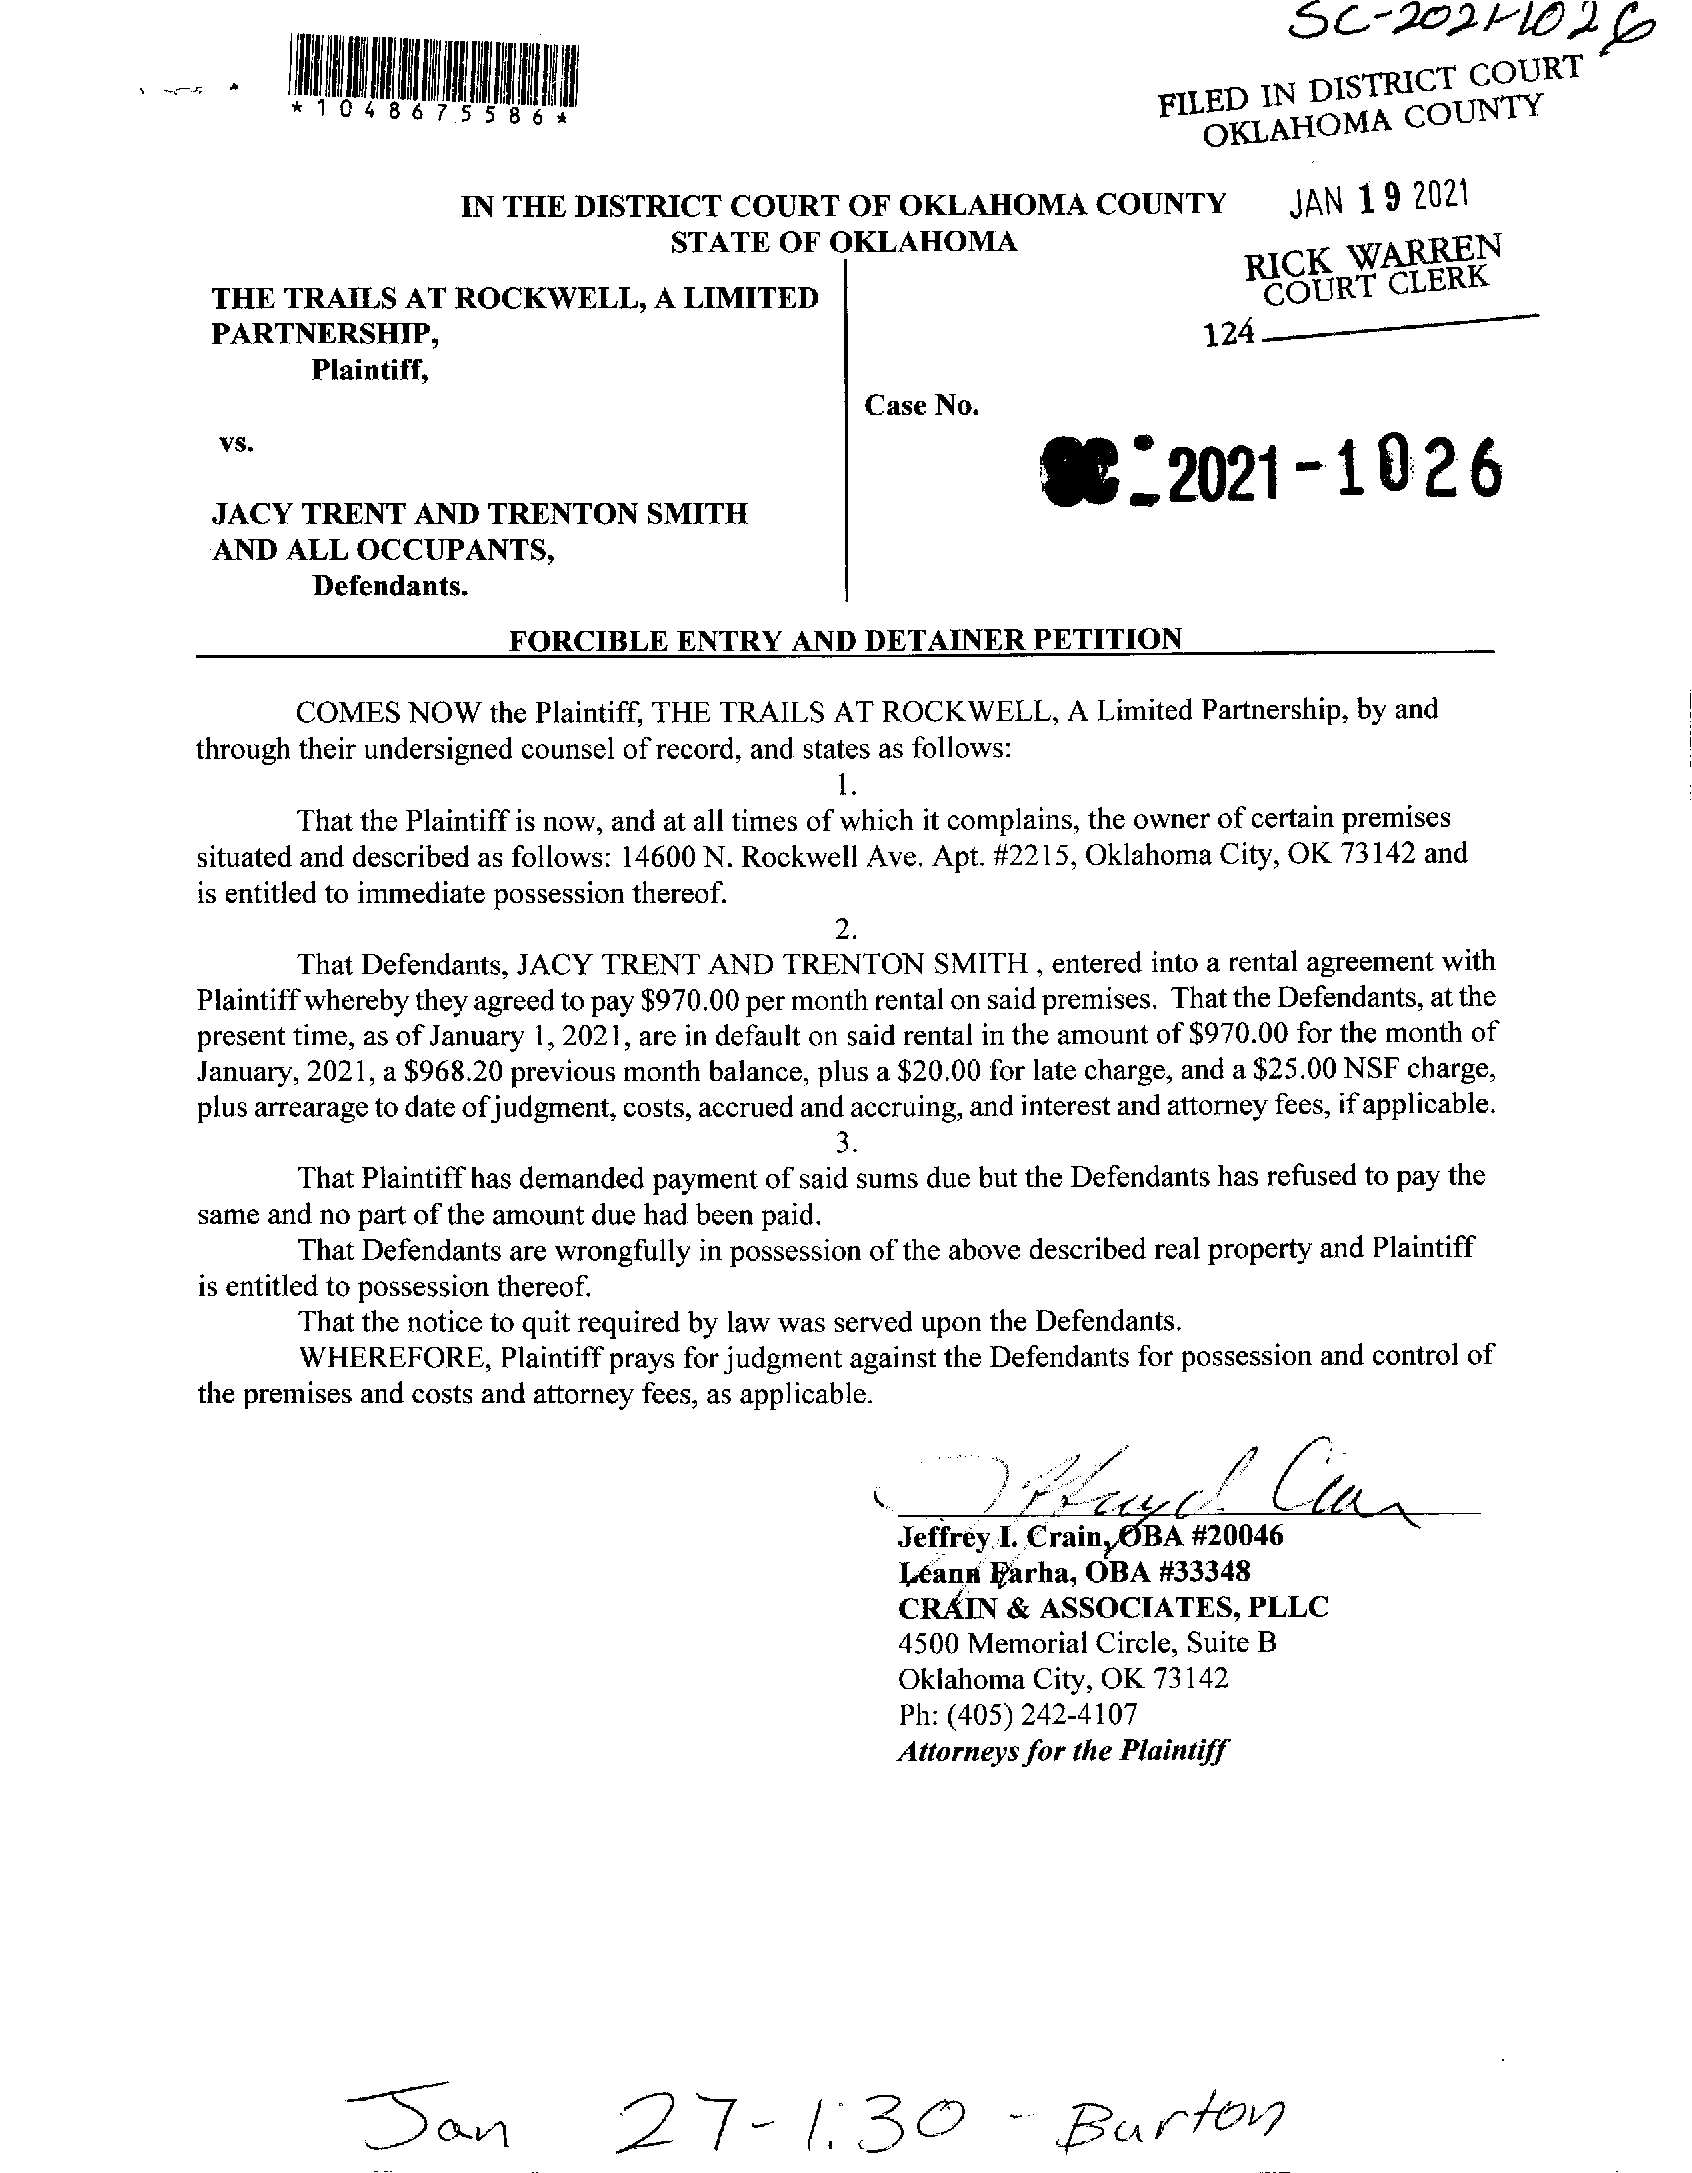 SC-2021-1026
*1048675586*
FILED IN DISTRICT COURT
OKLAHOMA COUNTY
JAN 19 2021
RICK WARREN
COURT CLERK
124
IN THE DISTRICT COURT OF OKLAHOMA COUNTY
STATE OF OKLAHOMA
THE TRAILS AT ROCKWELL, A LIMITED
PARTNERSHIP,
Plaintiff,
Case No.
vs.
SC-2021-1026
JACY TRENT AND TRENTON SMITH
AND ALL OCCUPANTS,
Defendants.
FORCIBLE ENTRY AND DETAINER PETITION
COMES NOW the Plaintiff, THE TRAILS AT ROCKWELL, A Limited Partnership, by and
through their undersigned counsel of record, and states as follows:
1.
That the Plaintiff is now, and at all times of which it complains, the owner of certain premises
situated and described as follows: 14600 N. Rockwell Ave. Apt. #2215, Oklahoma City, OK 73142 and
is entitled to immediate possession thereof.
2.
That Defendants, JACY TRENT AND TRENTON SMITH , entered into a rental agreement with
Plaintiff whereby they agreed to pay $970.00 per month rental on said premises. That the Defendants, at the
present time, as of January 1, 2021, are in default on said rental in the amount of $970.00 for the month of
January, 2021, a $968.20 previous month balance, plus a $20.00 for late charge, and a $25.00 NSF charge,
plus arrearage to date of judgment, costs, accrued and accruing, and interest and attorney fees, if applicable.
3.
That Plaintiff has demanded payment of said sums due but the Defendants has refused to pay the
same and no part of the amount due had been paid.
That Defendants are wrongfully in possession of the above described real property and Plaintiff
is entitled to possession thereof.
That the notice to quit required by law was served upon the Defendants.
WHEREFORE, Plaintiff prays for judgment against the Defendants for possession and control of
the premises and costs and attorney fees, as applicable.
Jeffrey I. Crain, OBA #20046
Leann Farha, OBA #33348
CRAIN & ASSOCIATES, PLLC
4500 Memorial Circle, Suite B
Oklahoma City, OK 73142
Ph: (405) 242-4107
Attorneys for the Plaintiff
Jan 27-1:30 - Burton